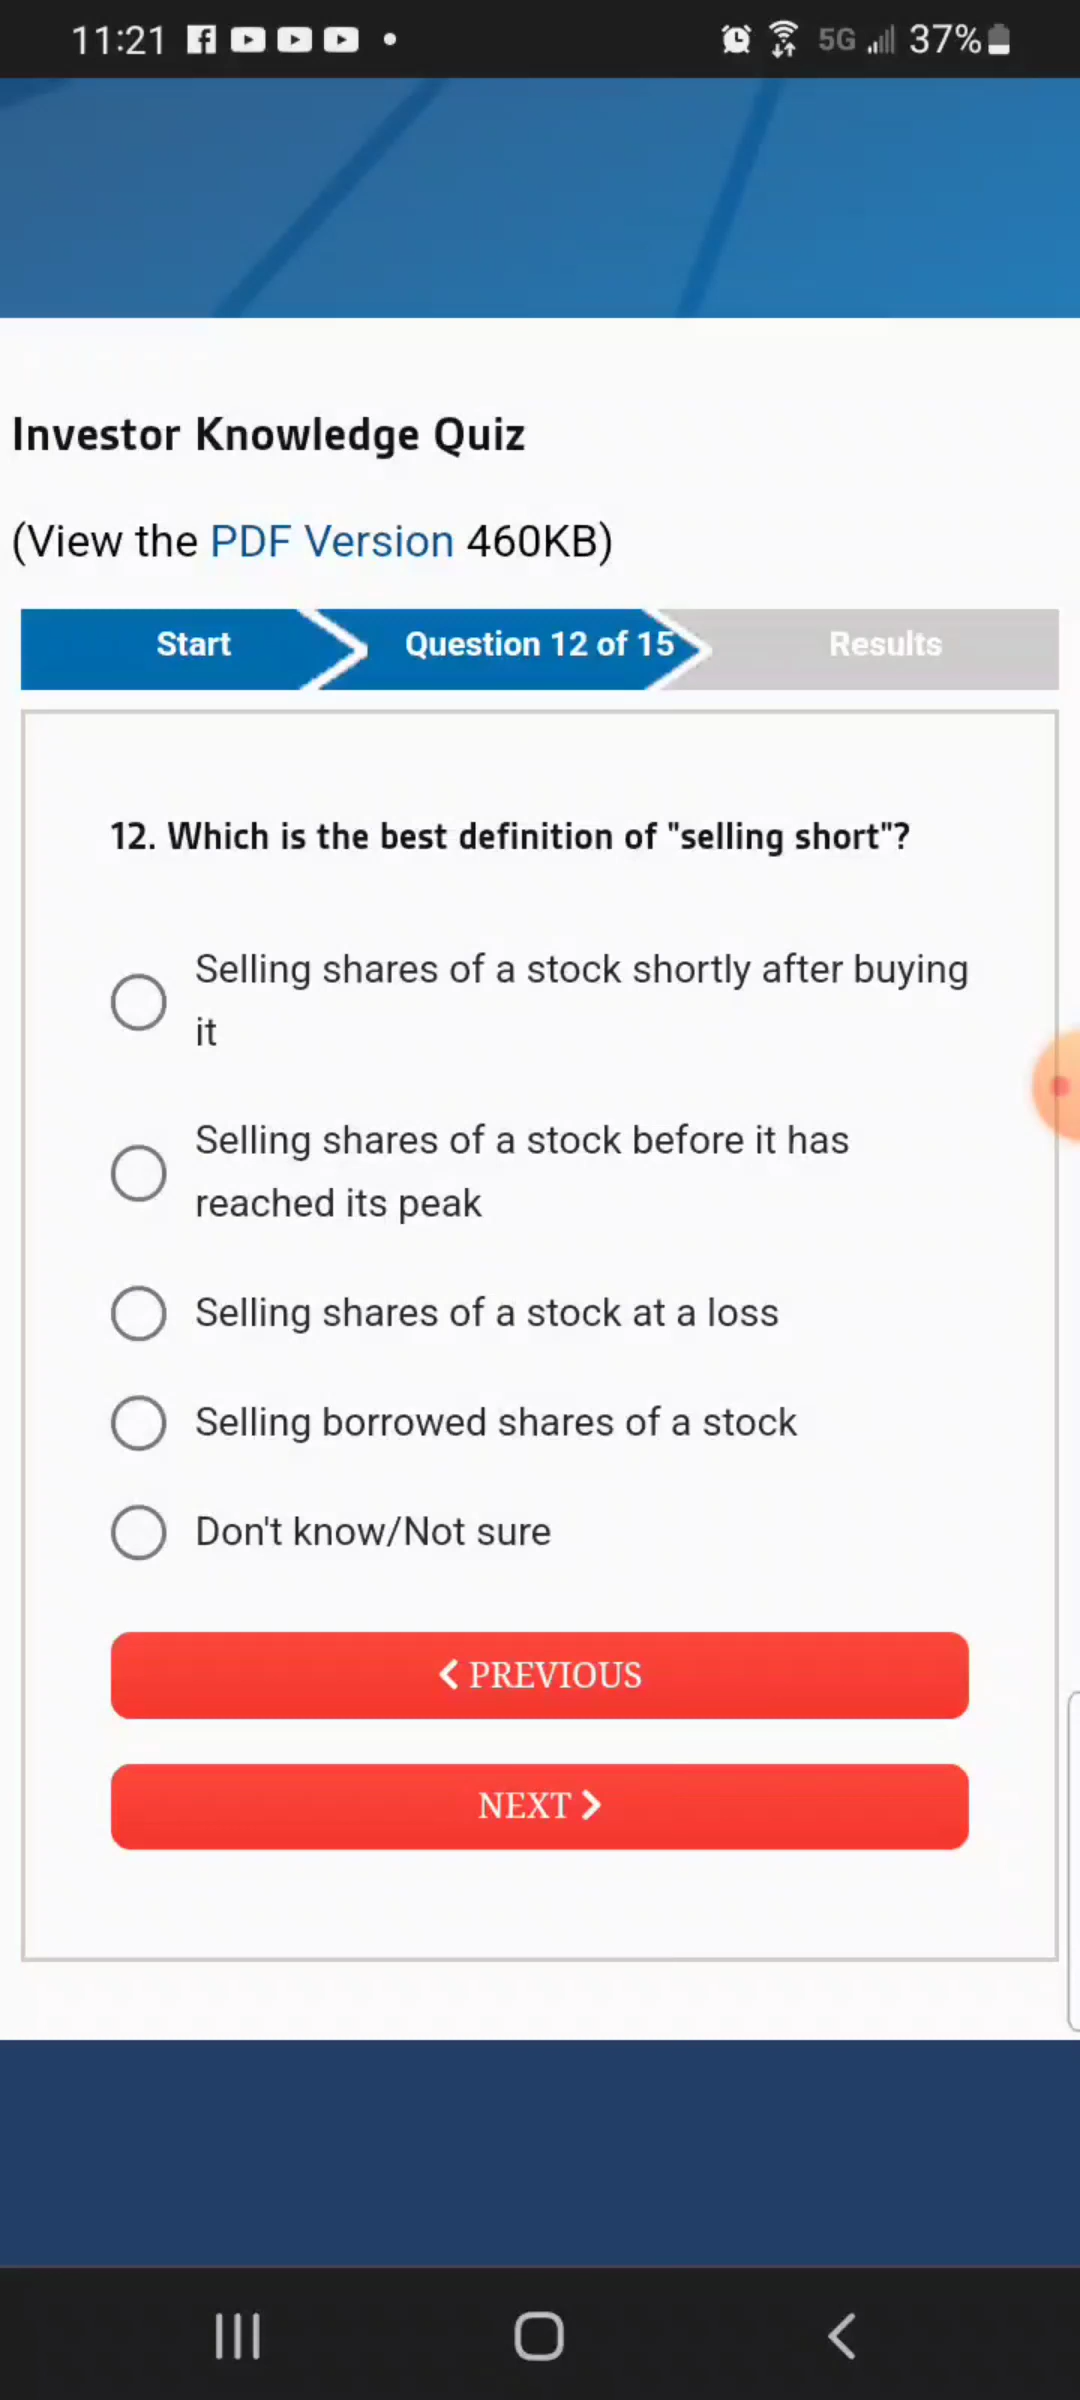 11:21
5G 37%
Investor Knowledge Quiz
(View the PDF Version 460KB)
Start
Question 12 of 15
Results
12. Which is the best definition of "selling short"?
Selling shares of a stock shortly after buying
it
Selling shares of a stock before it has
reached its peak
Selling shares of a stock at a loss
Selling borrowed shares of a stock
Don't know/Not sure
PREVIOUS
NEXT